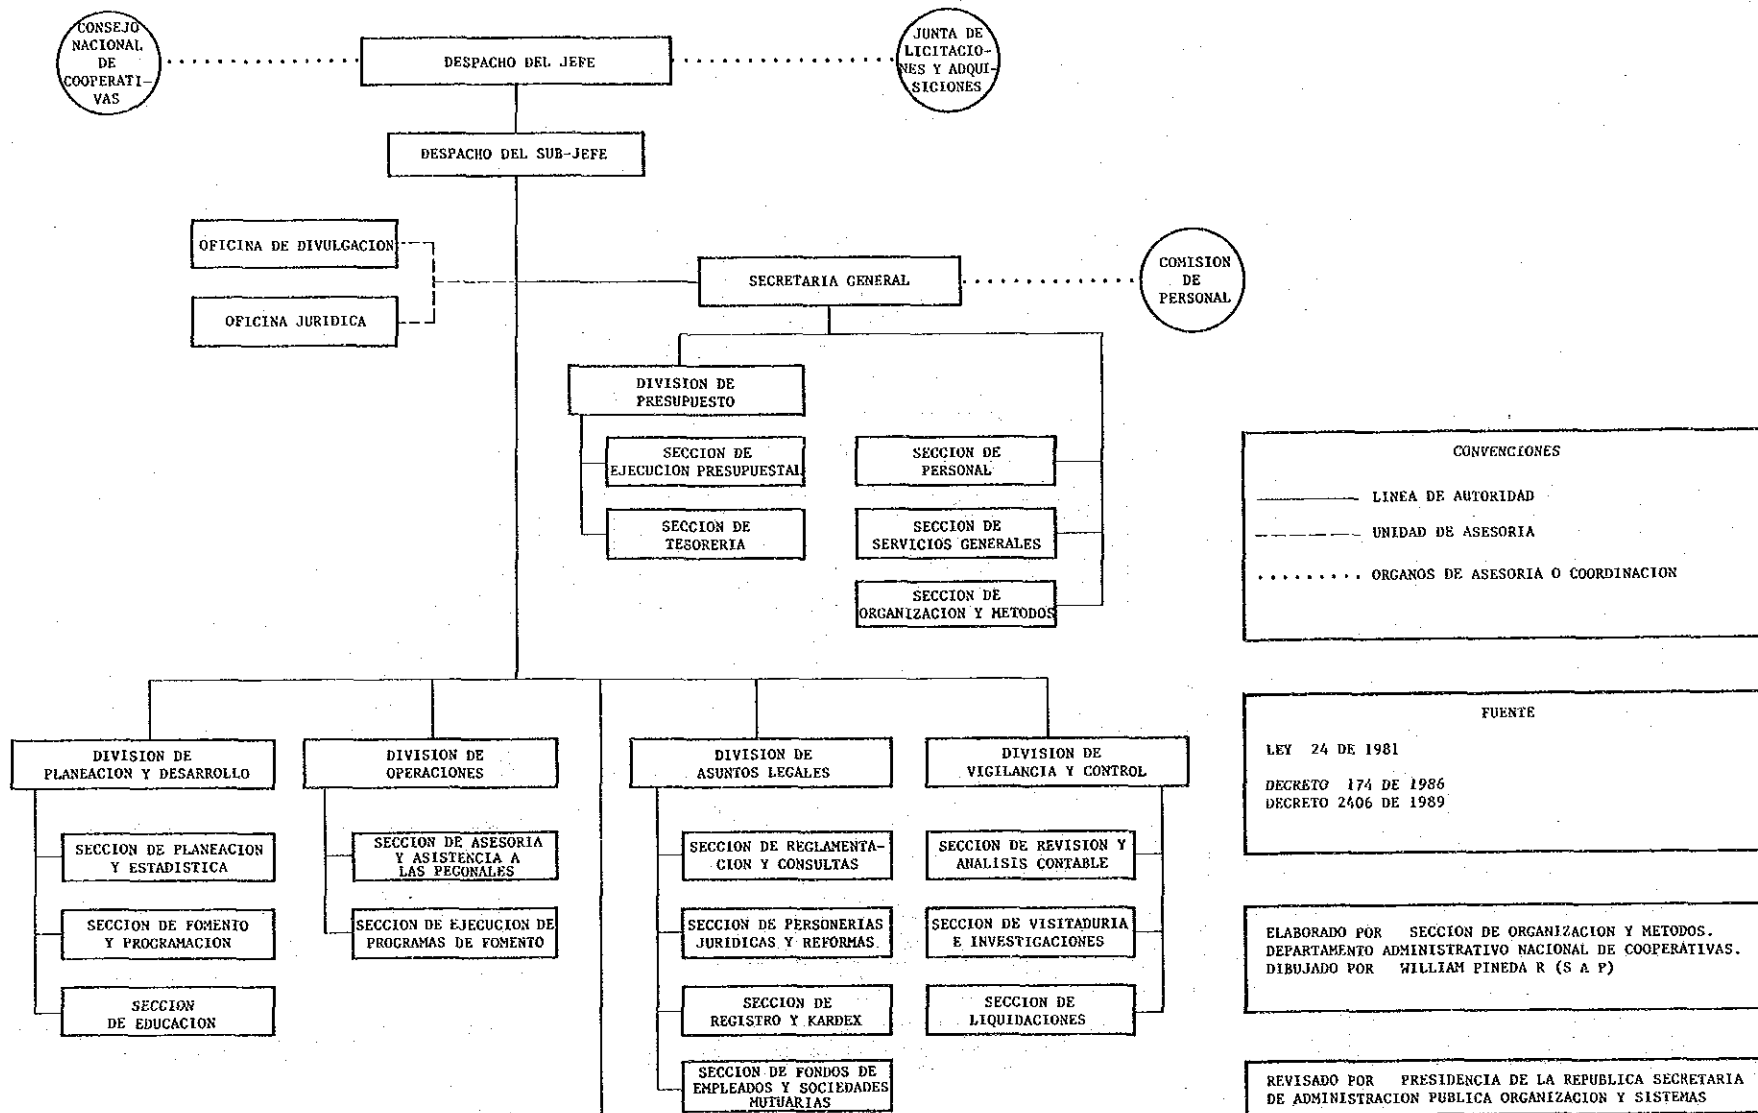 CONSEJO
NACIONAL
DE
COOPERATI-
VAS
DESPACHO DEL JEFE
JUNTA DE
LICITACIO-
NES Y ADQUI-
SICIONES
DESPACHO DEL SUB-JEFE
OFICINA DE DIVULGACION
OFICINA JURIDICA
SECRETARIA GENERAL
COMISION
DE
PERSONAL
DIVISION DE
PRESUPUESTO
SECCION DE
EJECUCION PRESUPUESTAL
SECCION DE
TESORERIA
SECCION DE
PERSONAL
SECCION DE
SERVICIOS GENERALES
SECCION DE
ORGANIZACION Y METODOS
CONVENCIONES
LINEA DE AUTORIDAD
UNIDAD DE ASESORIA
ORGANOS DE ASESORIA O COORDINACION
DIVISION DE
PLANEACION Y DESARROLLO
SECCION DE PLANEACION
Y ESTADISTICA
SECCION DE FOMENTO
Y PROGRAMACION
SECCION
DE EDUCACION
DIVISION DE
OPERACIONES
SECCION DE ASESORIA
Y ASISTENCIA A
LAS PEGONALES
SECCION DE EJECUCION DE
PROGRAMAS DE FOMENTO
DIVISION DE
ASUNTOS LEGALES
SECCION DE REGLAMENTA-
CION Y CONSULTAS
SECCION DE PERSONERIAS
JURIDICAS Y REFORMAS.
SECCION DE
REGISTRO Y KARDEX
SECCION DE FONDOS DE
EMPLEADOS Y SOCIEDADES
MUTUARIAS
DIVISION DE
VIGILANCIA Y CONTROL
SECCION DE REVISION Y
ANALISIS CONTABLE
SECCION DE VISITADURIA
E INVESTIGACIONES
SECCION DE
LIQUIDACIONES
FUENTE
LEY 24 DE 1981
DECRETO 174 DE 1986
DECRETO 2406 DE 1989
ELABORADO POR SECCION DE ORGANIZACION Y METODOS.
DEPARTAMENTO ADMINISTRATIVO NACIONAL DE COOPERATIVAS.
DIBUJADO POR WILLIAM PINEDA R (S A P)
REVISADO POR PRESIDENCIA DE LA REPUBLICA SECRETARIA
DE ADMINISTRACION PUBLICA ORGANIZACION Y SISTEMAS